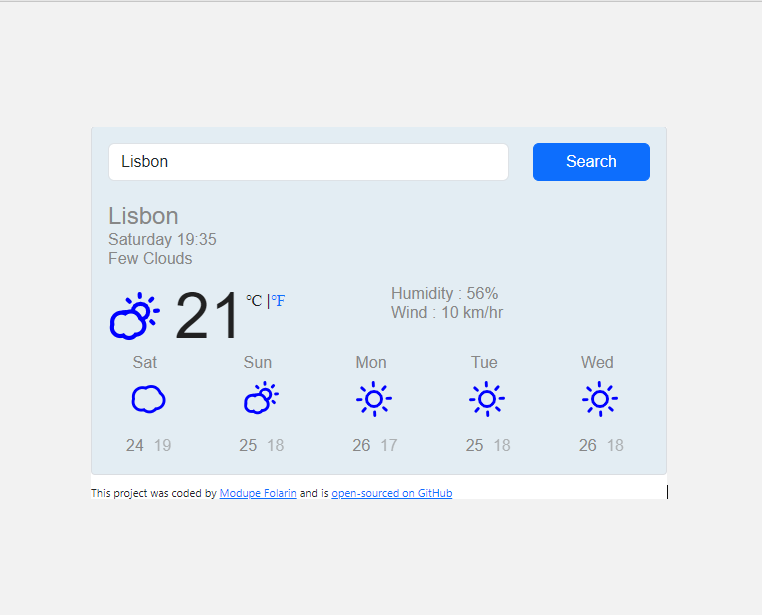 Lisbon
Search
Lisbon
Saturday 19:35
Few Clouds
21 °C |°F
Humidity : 56%
Wind : 10 km/hr
Sat Sun Mon Tue Wed
24 19 25 18 26 17 25 18 26 18
This project was coded by Modupe Folarin and is open-sourced on GitHub